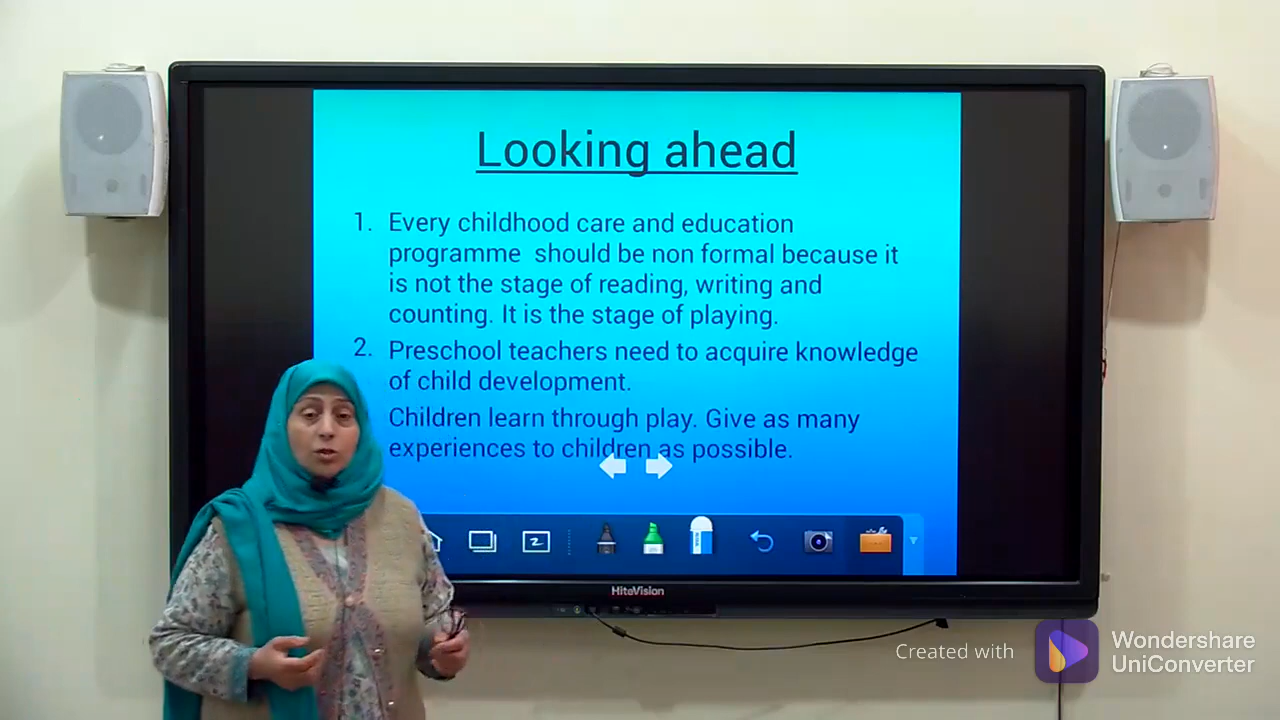 Looking ahead
1. Every childhood care and education
programme should be non formal because it
is not the stage of reading, writing and
counting. It is the stage of playing.
2. Preschool teachers need to acquire knowledge
of child development.
Children learn through play. Give as many
experiences to children as possible.
2
HiteVision
Created with
Wondershare
UniConverter